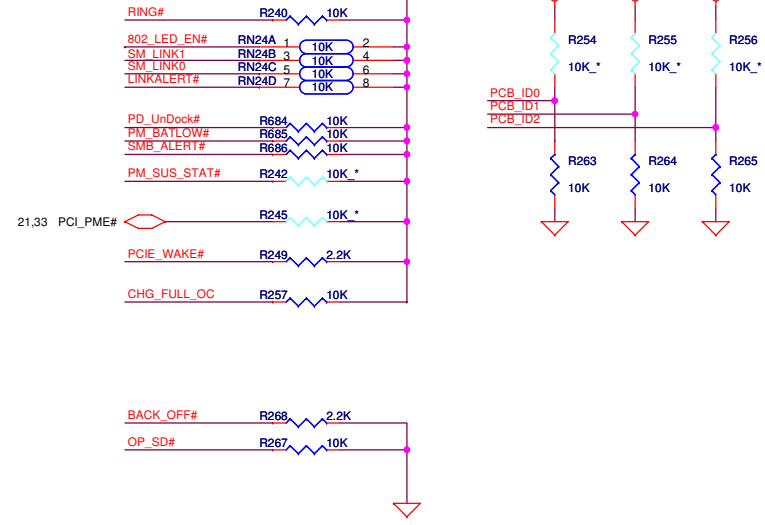 RING# R240 10K
802_LED_EN# RN24A 1 10K 2
SM_LINK1 RN24B 3 10K 4
SM_LINK0 RN24C 5 10K 6
LINKALERT# RN24D 7 10K 8
PD_UnDock# R684 10K
PM_BATLOW# R685 10K
SMB_ALERT# R686 10K
PM_SUS_STAT# R242 10K_*
21,33 PCI_PME# R245 10K_*
PCIE_WAKE# R249 2.2K
CHG_FULL_OC R257 10K
BACK_OFF# R268 2.2K
OP_SD# R267 10K
R254 R255 R256
10K_* 10K_* 10K_*
PCB_ID0
PCB_ID1
PCB_ID2
R263 R264 R265
10K 10K 10K